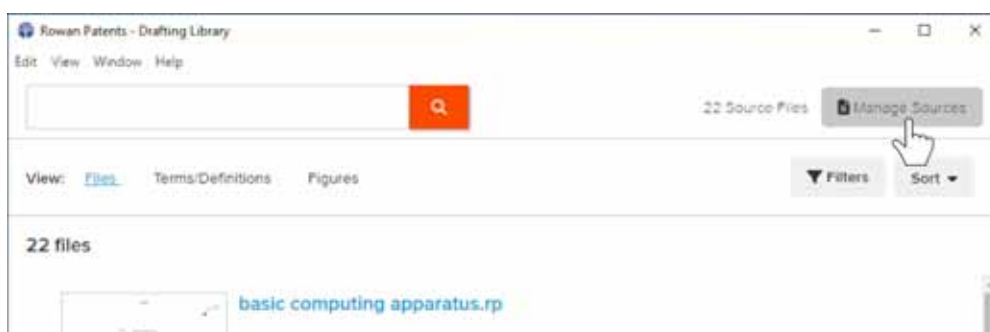 Rowan Patents - Drafting Library
Edit View Window Help
22 Source Files Manage Sources
View: Files Terms/Definitions Figures Filters Sort
22 files
basic computing apparatus.rp